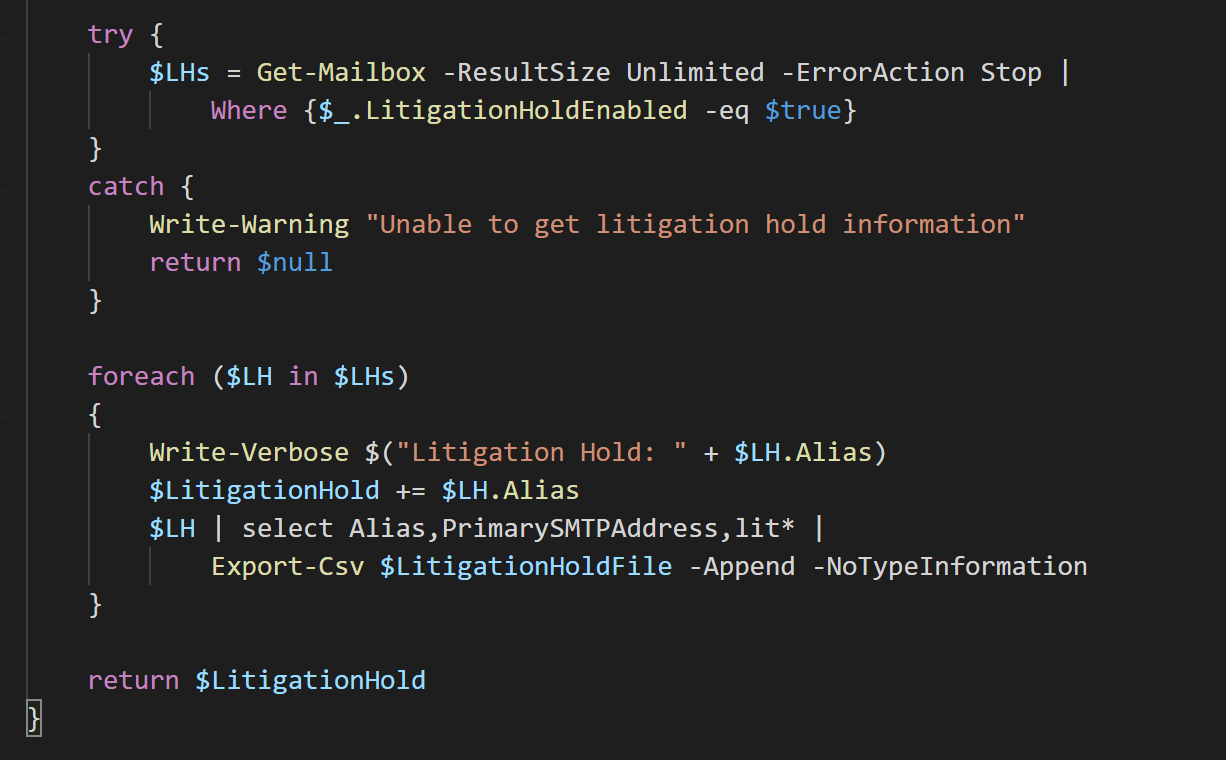 try {
$LHs = Get-Mailbox -ResultSize Unlimited -ErrorAction Stop |
Where {$_.LitigationHoldEnabled -eq $true}
}
catch {
Write-Warning "Unable to get litigation hold information"
return $null
}
foreach ($LH in $LHs)
{
Write-Verbose $("Litigation Hold: " + $LH.Alias)
$LitigationHold += $LH.Alias
$LH | select Alias,PrimarySMTPAddress,lit* |
Export-Csv $LitigationHoldFile -Append -NoTypeInformation
}
return $LitigationHold
}